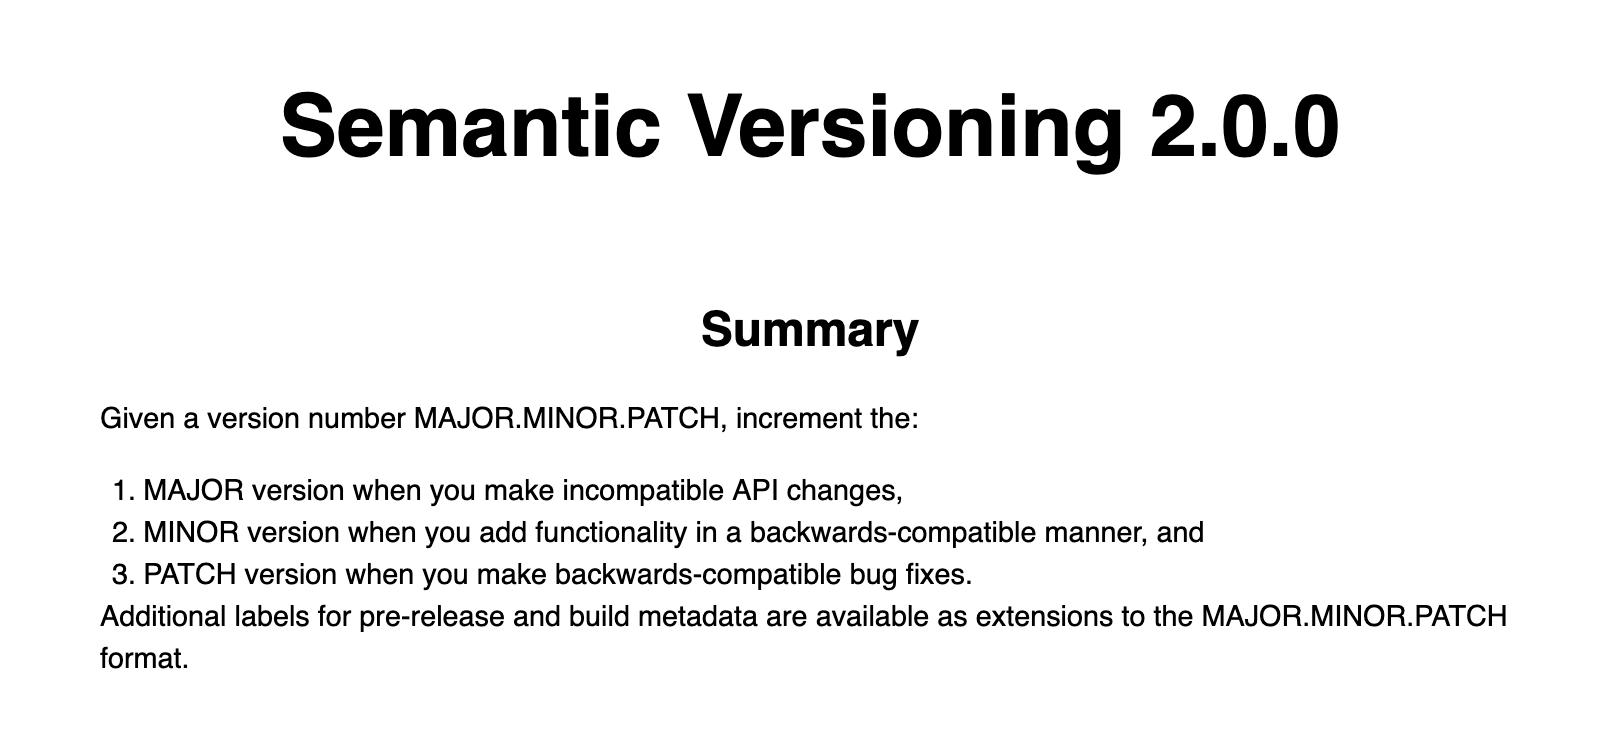 Semantic Versioning 2.0.0
Summary
Given a version number MAJOR.MINOR.PATCH, increment the:
1. MAJOR version when you make incompatible API changes,
2. MINOR version when you add functionality in a backwards-compatible manner, and
3. PATCH version when you make backwards-compatible bug fixes.
Additional labels for pre-release and build metadata are available as extensions to the MAJOR.MINOR.PATCH
format.